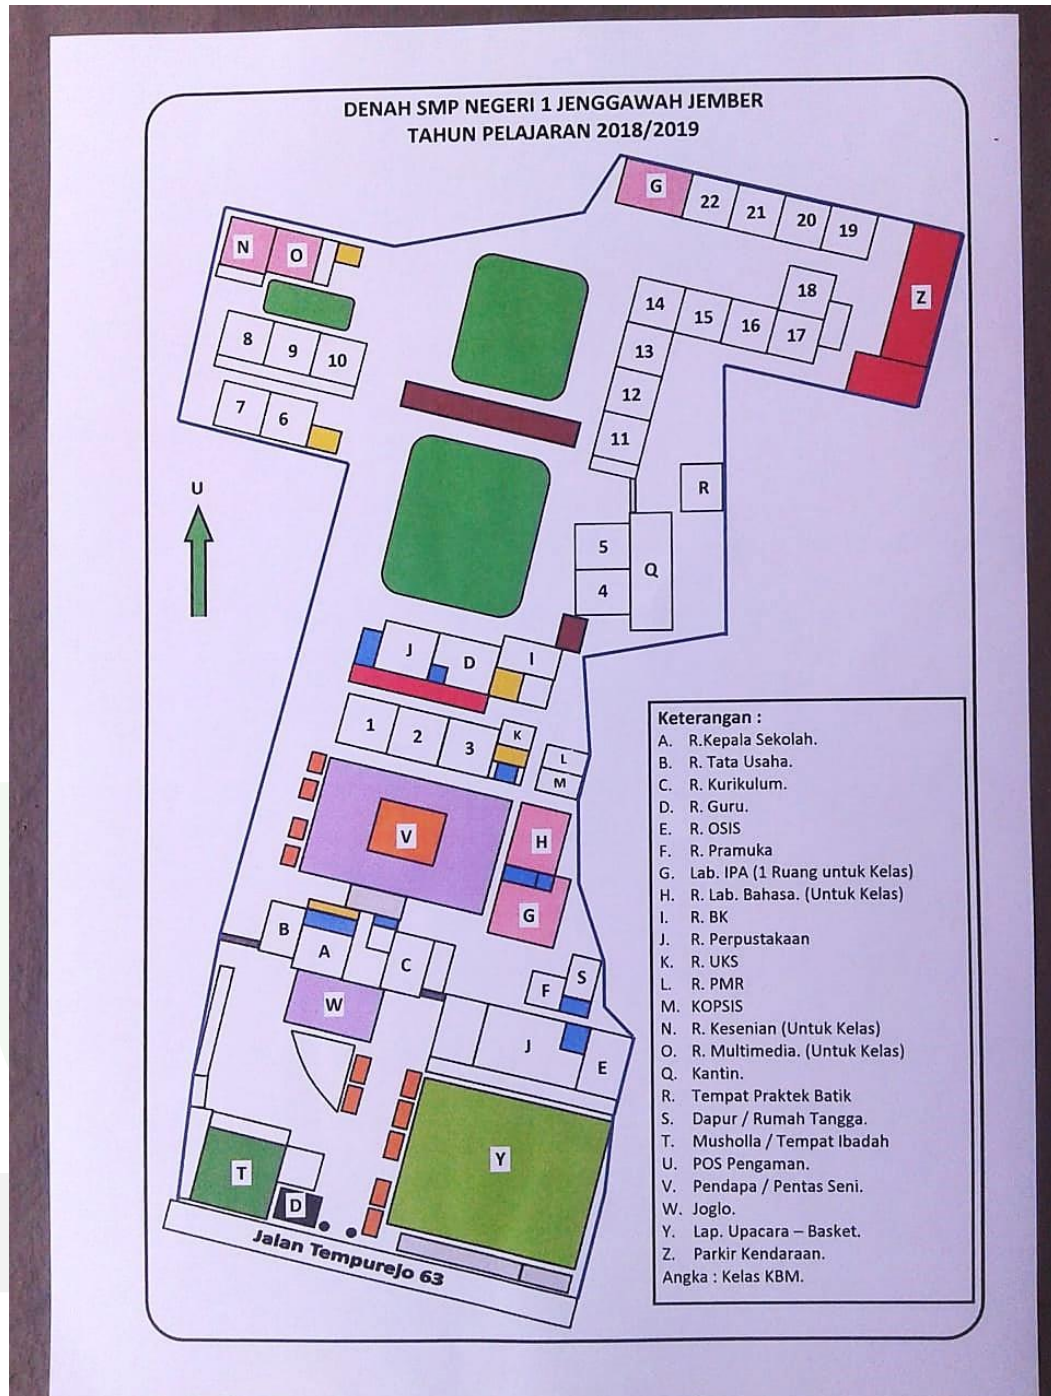 DENAH SMP NEGERI 1 JENGGAWAH JEMBER
TAHUN PELAJARAN 2018/2019
G
22
21
20
19
N
O
Z
18
14
15
16
17
8
9
10
13
12
7
6
11
U
R
5
Q
4
J
D
I
1
2
3
K
L
M
V
H
G
B
A
C
S
F
W
J
E
Y
T
D
Jalan Tempurejo 63
Keterangan :
A. R.Kepala Sekolah.
B. R. Tata Usaha.
C. R. Kurikulum.
D. R. Guru.
E. R. OSIS
F. R. Pramuka
G. Lab. IPA (1 Ruang untuk Kelas)
H. R. Lab. Bahasa. (Untuk Kelas)
I. R. BK
J. R. Perpustakaan
K. R. UKS
L. R. PMR
M. KOPSIS
N. R. Kesenian (Untuk Kelas)
O. R. Multimedia. (Untuk Kelas)
Q. Kantin.
R. Tempat Praktek Batik
S. Dapur / Rumah Tangga.
T. Musholla / Tempat Ibadah
U. POS Pengaman.
V. Pendapa / Pentas Seni.
W. Joglo.
Y. Lap. Upacara – Basket.
Z. Parkir Kendaraan.
Angka : Kelas KBM.